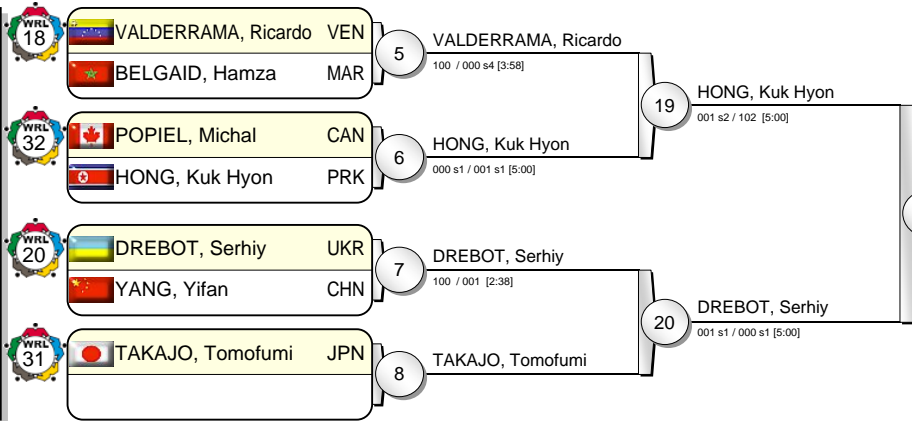 WRL
18
VALDERRAMA, Ricardo VEN
BELGAID, Hamza MAR
5
VALDERRAMA, Ricardo
100 / 000 s4 [3:58]
19
HONG, Kuk Hyon
001 s2 / 102 [5:00]
WRL
32
POPIEL, Michal CAN
HONG, Kuk Hyon PRK
6
HONG, Kuk Hyon
000 s1 / 001 s1 [5:00]
WRL
20
DREBOT, Serhiy UKR
YANG, Yifan CHN
7
DREBOT, Serhiy
100 / 001 [2:38]
20
DREBOT, Serhiy
001 s1 / 000 s1 [5:00]
WRL
31
TAKAJO, Tomofumi JPN
8
TAKAJO, Tomofumi